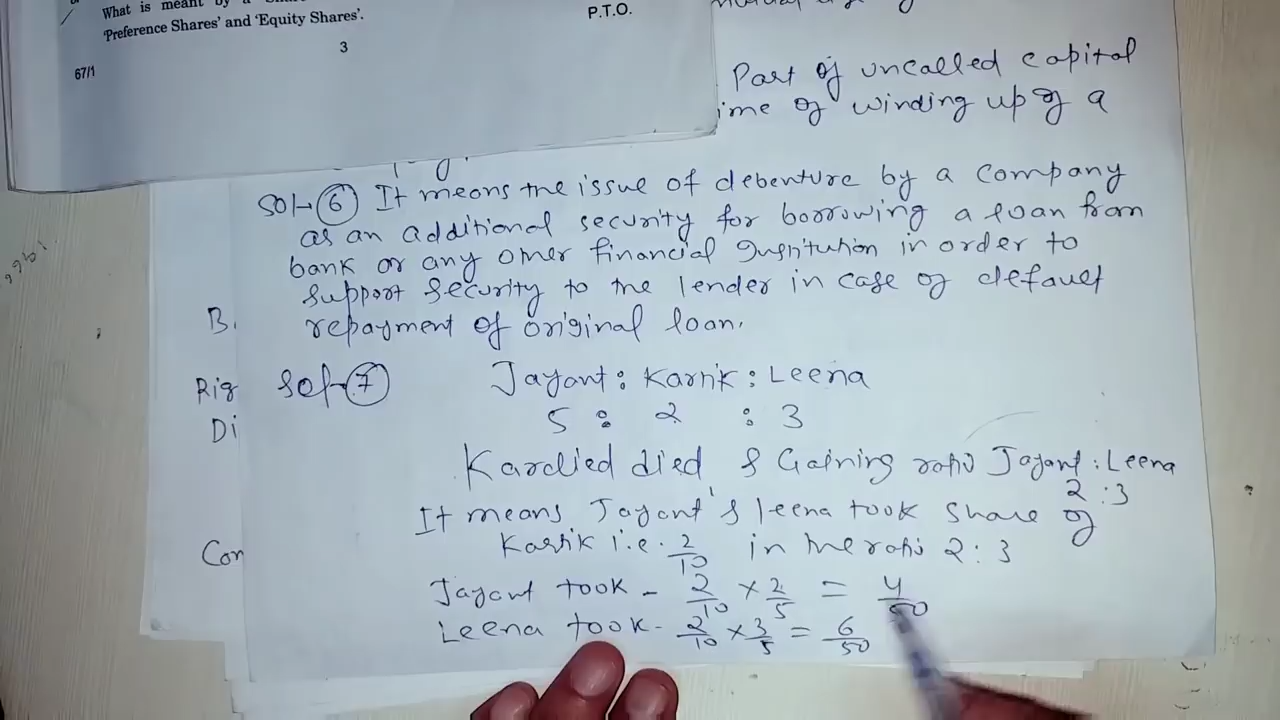 What is meant by a
'Preference Shares' and 'Equity Shares'.
P.T.O.
3
67/1
Part of uncalled capital
ime of winding up of a
Sol-6 It means the issue of debenture by a company
as an additional security for borrowing a loan from
bank or any other financial institution in order to
support security to the lender in case of default
repayment of original loan.
B.
Rig
Di
Con
Sol-7 Jayant : Kartik : Leena
5 : 2 : 3
Kardied died & Gaining ratio Jayant : Leena
2 : 3
It means Jayant & leena took share of
Kartik i.e. 2/10 in the ratio 2 : 3
Jayant took - 2/10 × 2/5 = 4/50
Leena took - 2/10 × 3/5 = 6/50